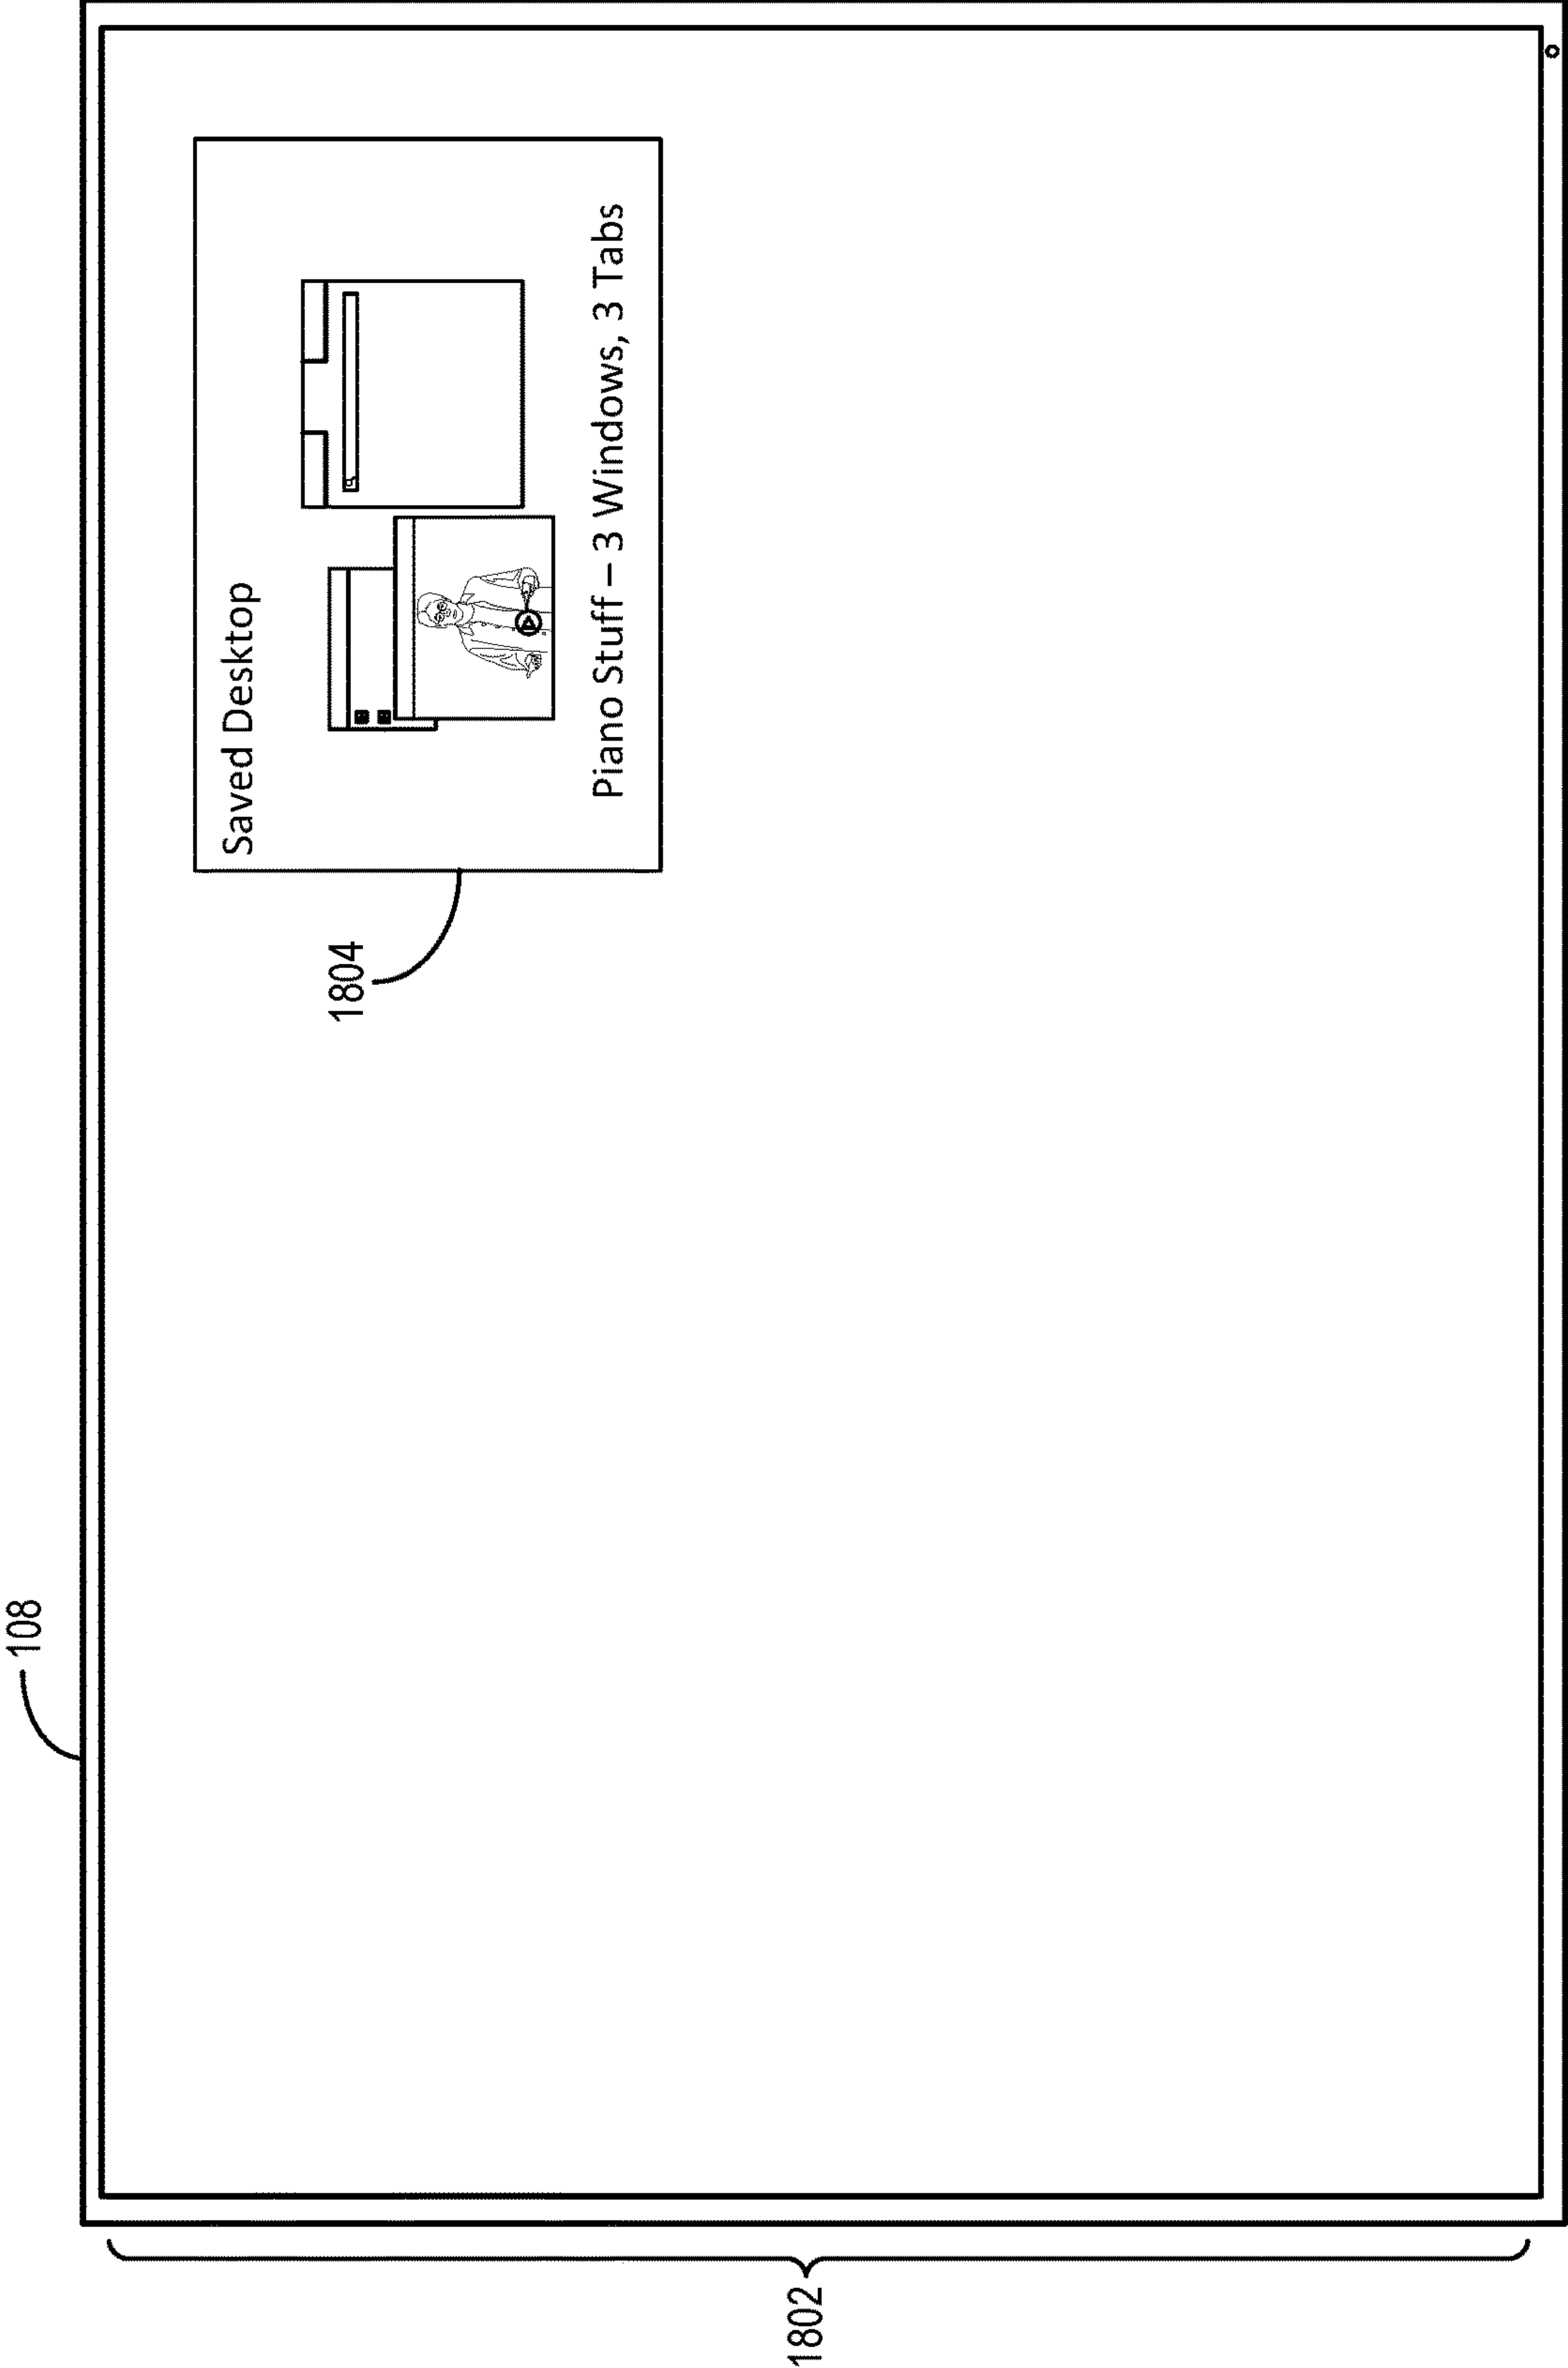 108
1802
1804
Saved Desktop
Piano Stuff – 3 Windows, 3 Tabs